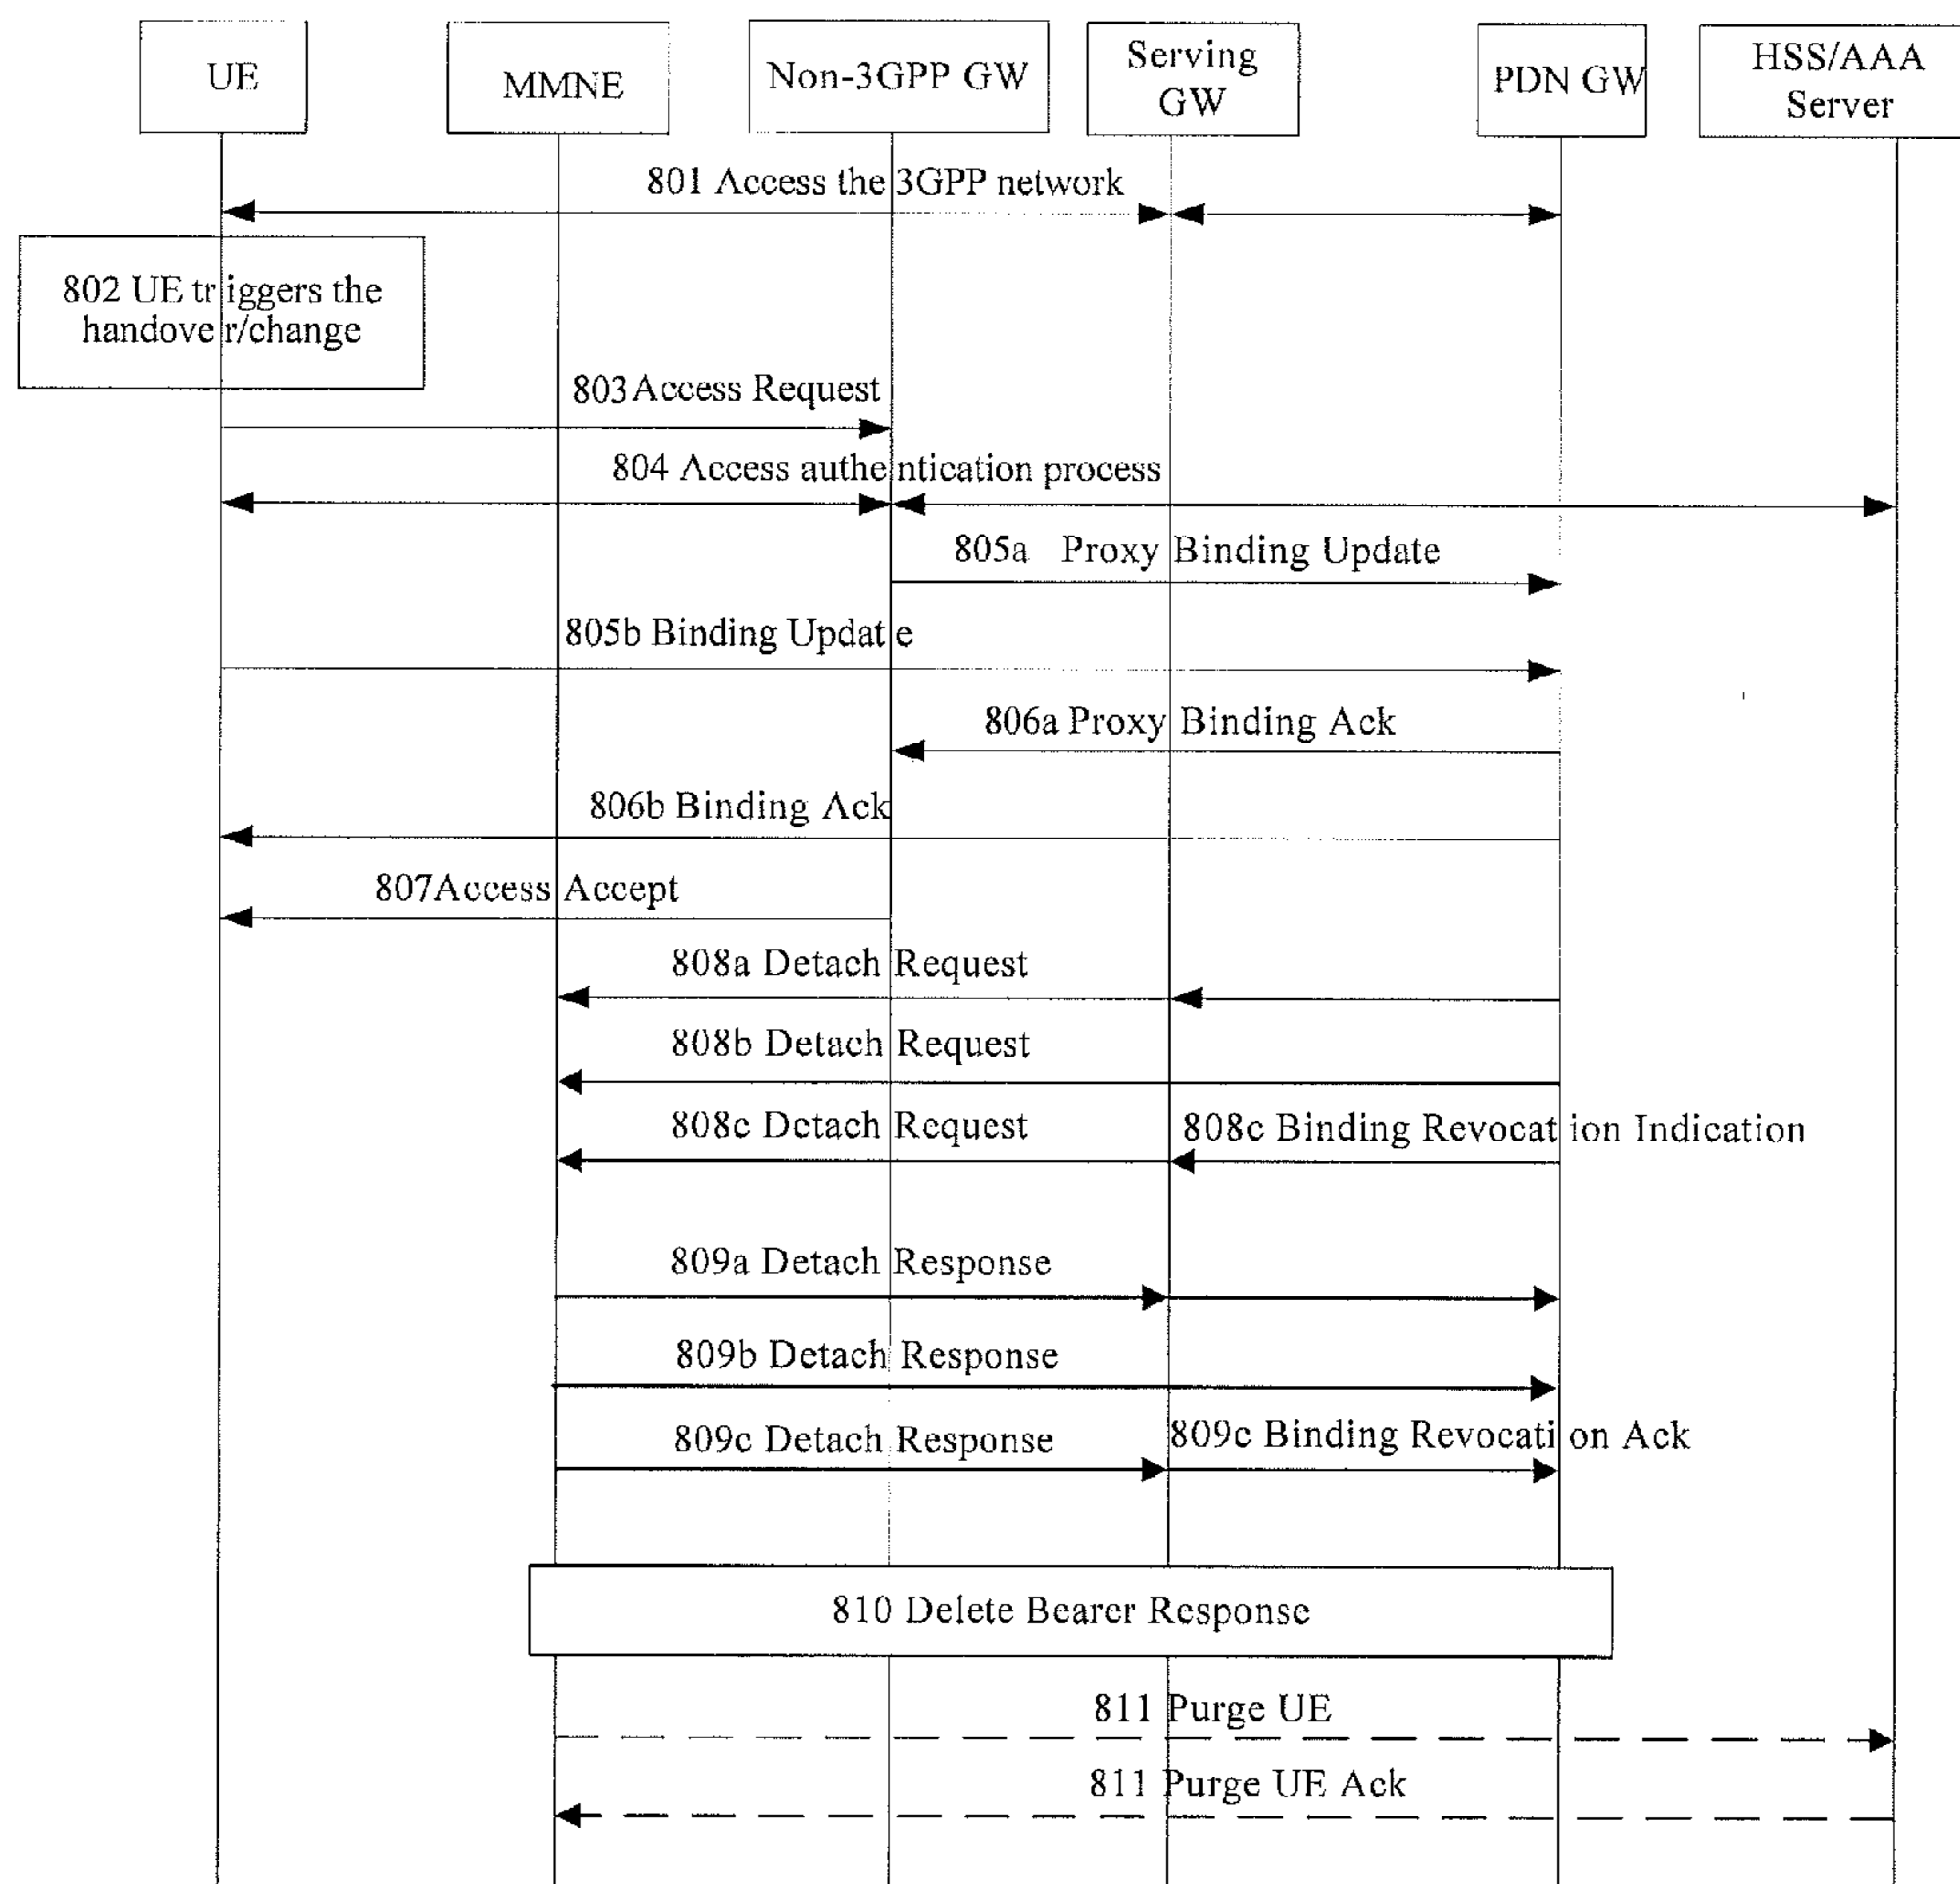 UE
MMNE
Non-3GPP GW
Serving
GW
PDN GW
HSS/AAA
Server
801 Access the 3GPP network
802 UE triggers the
handover/change
803 Access Request
804 Access authentication process
805a Proxy Binding Update
805b Binding Update
806a Proxy Binding Ack
806b Binding Ack
807 Access Accept
808a Detach Request
808b Detach Request
808c Detach Request
808c Binding Revocation Indication
809a Detach Response
809b Detach Response
809c Detach Response
809c Binding Revocation Ack
810 Delete Bearer Response
811 Purge UE
811 Purge UE Ack